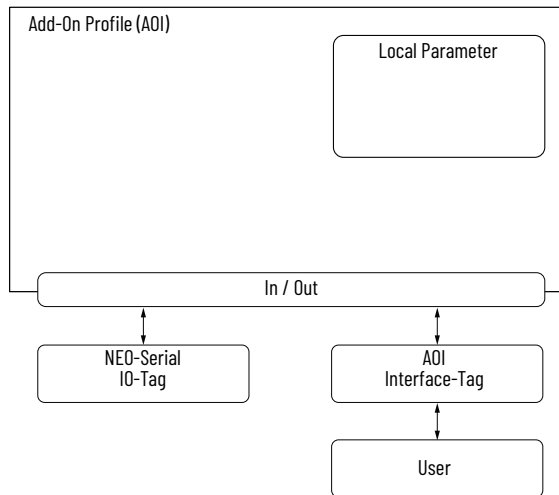 Add-On Profile (AOI)
Local Parameter
In / Out
NEO-Serial
IO-Tag
AOI
Interface-Tag
User